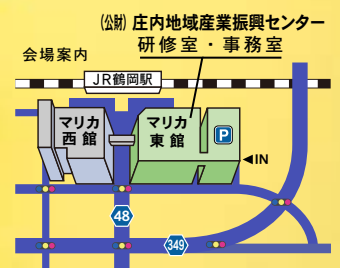 (公財)庄内地域産業振興センター
研修室・事務室
会場案内
JR鶴岡駅
マリカ
西館
マリカ
東館
P
◀IN
48
349